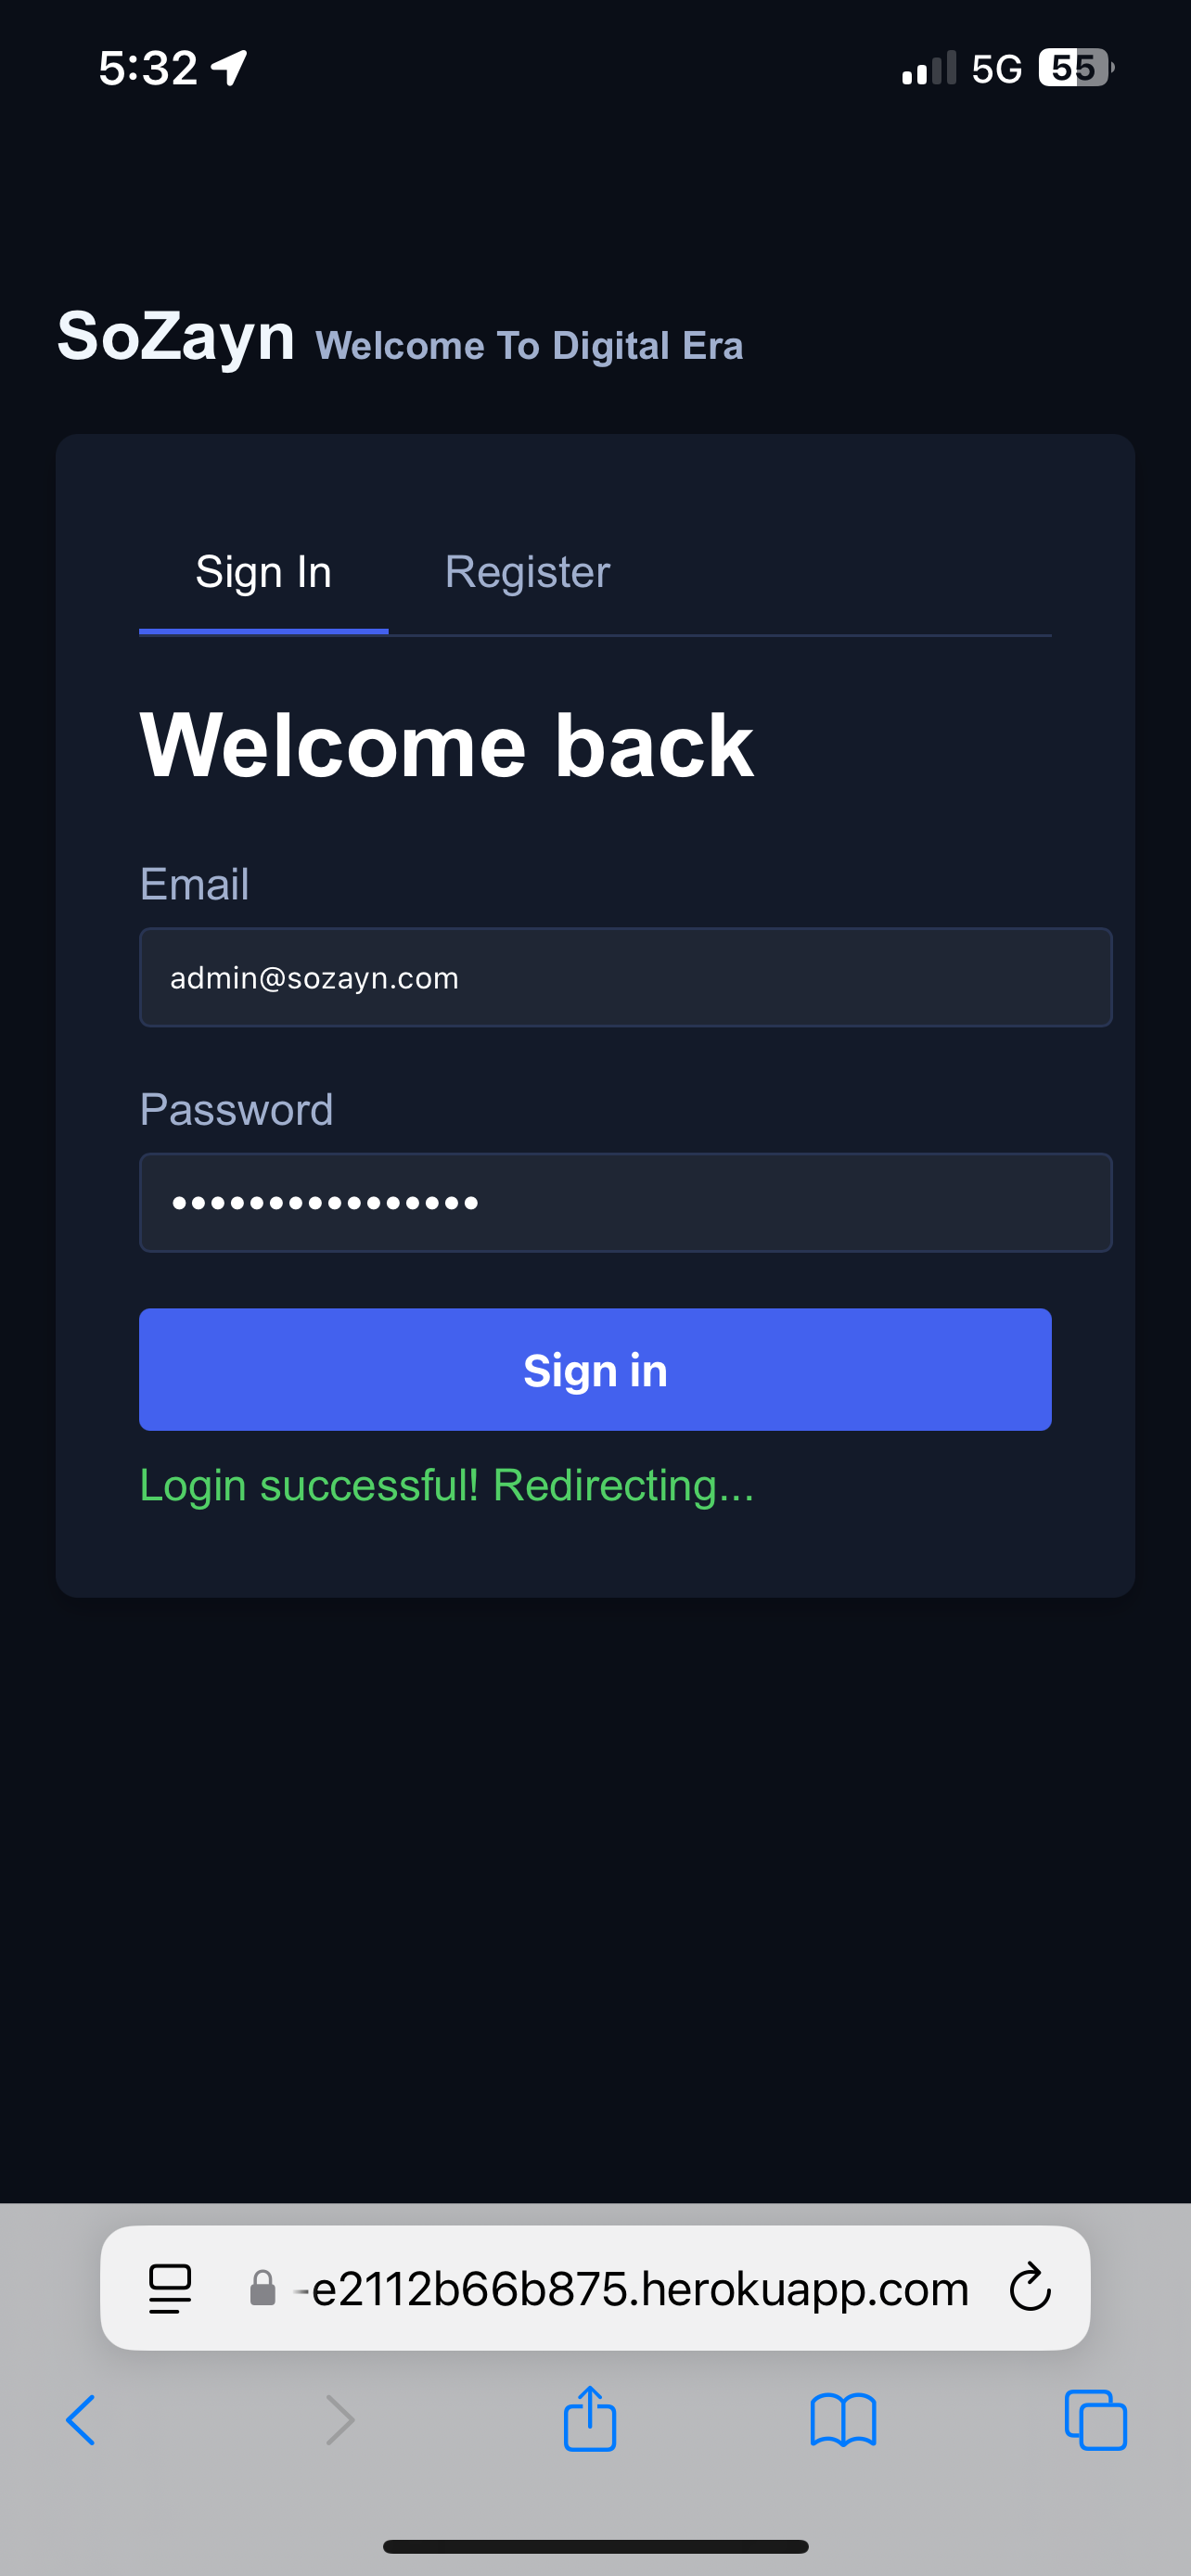 5:32 5G 55
SoZayn Welcome To Digital Era
Sign In Register
Welcome back
Email
admin@sozayn.com
Password
••••••••••••••••
Sign in
Login successful! Redirecting...
-e2112b66b875.herokuapp.com